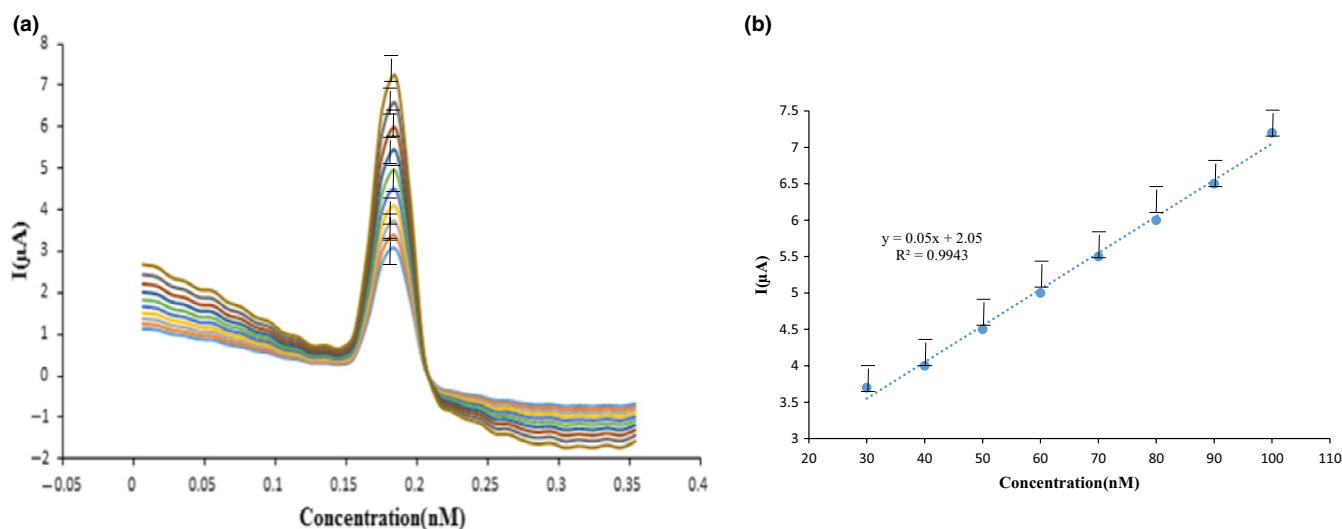 (a)
8
7
6
5
4
3
2
1
0
−1
−2
I(μA)
−0.05 0 0.05 0.1 0.15 0.2 0.25 0.3 0.35 0.4
Concentration(nM)
(b)
7.5
7
6.5
6
5.5
5
4.5
4
3.5
3
I(μA)
y = 0.05x + 2.05
R² = 0.9943
20 30 40 50 60 70 80 90 100 110
Concentration(nM)